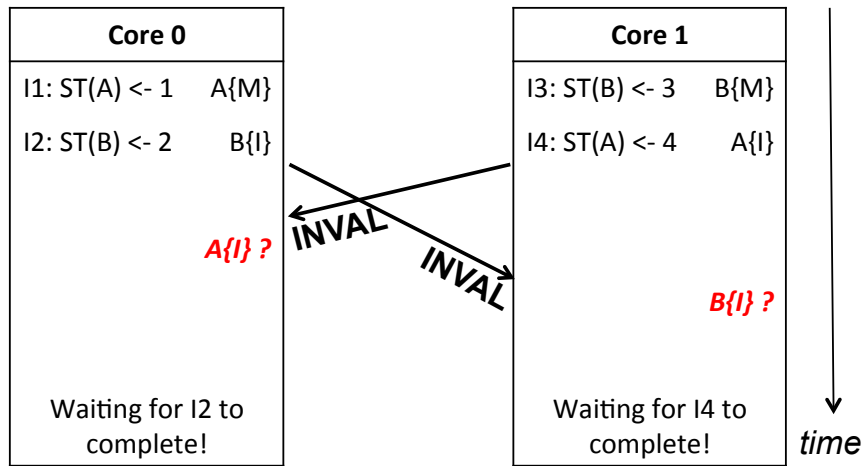 Core 0
I1: ST(A) <- 1 A{M}
I2: ST(B) <- 2 B{I}
A{I} ?
Waiting for I2 to
complete!
INVAL
INVAL
Core 1
I3: ST(B) <- 3 B{M}
I4: ST(A) <- 4 A{I}
B{I} ?
Waiting for I4 to
complete!
time